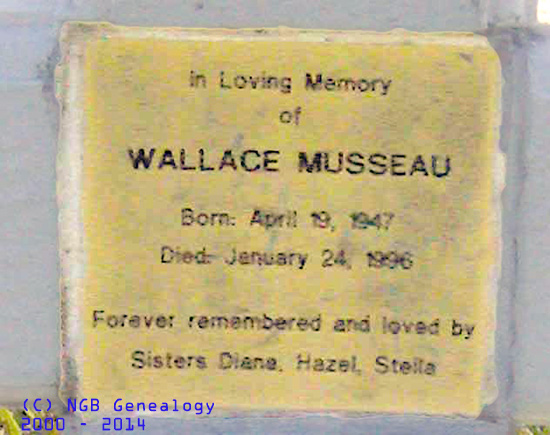 In Loving Memory
of
WALLACE MUSSEAU
Born: April 19, 1947
Died: January 24, 1996
Forever remembered and loved by
Sisters Diane, Hazel, Stella
(C) NGB Genealogy
2000 - 2014